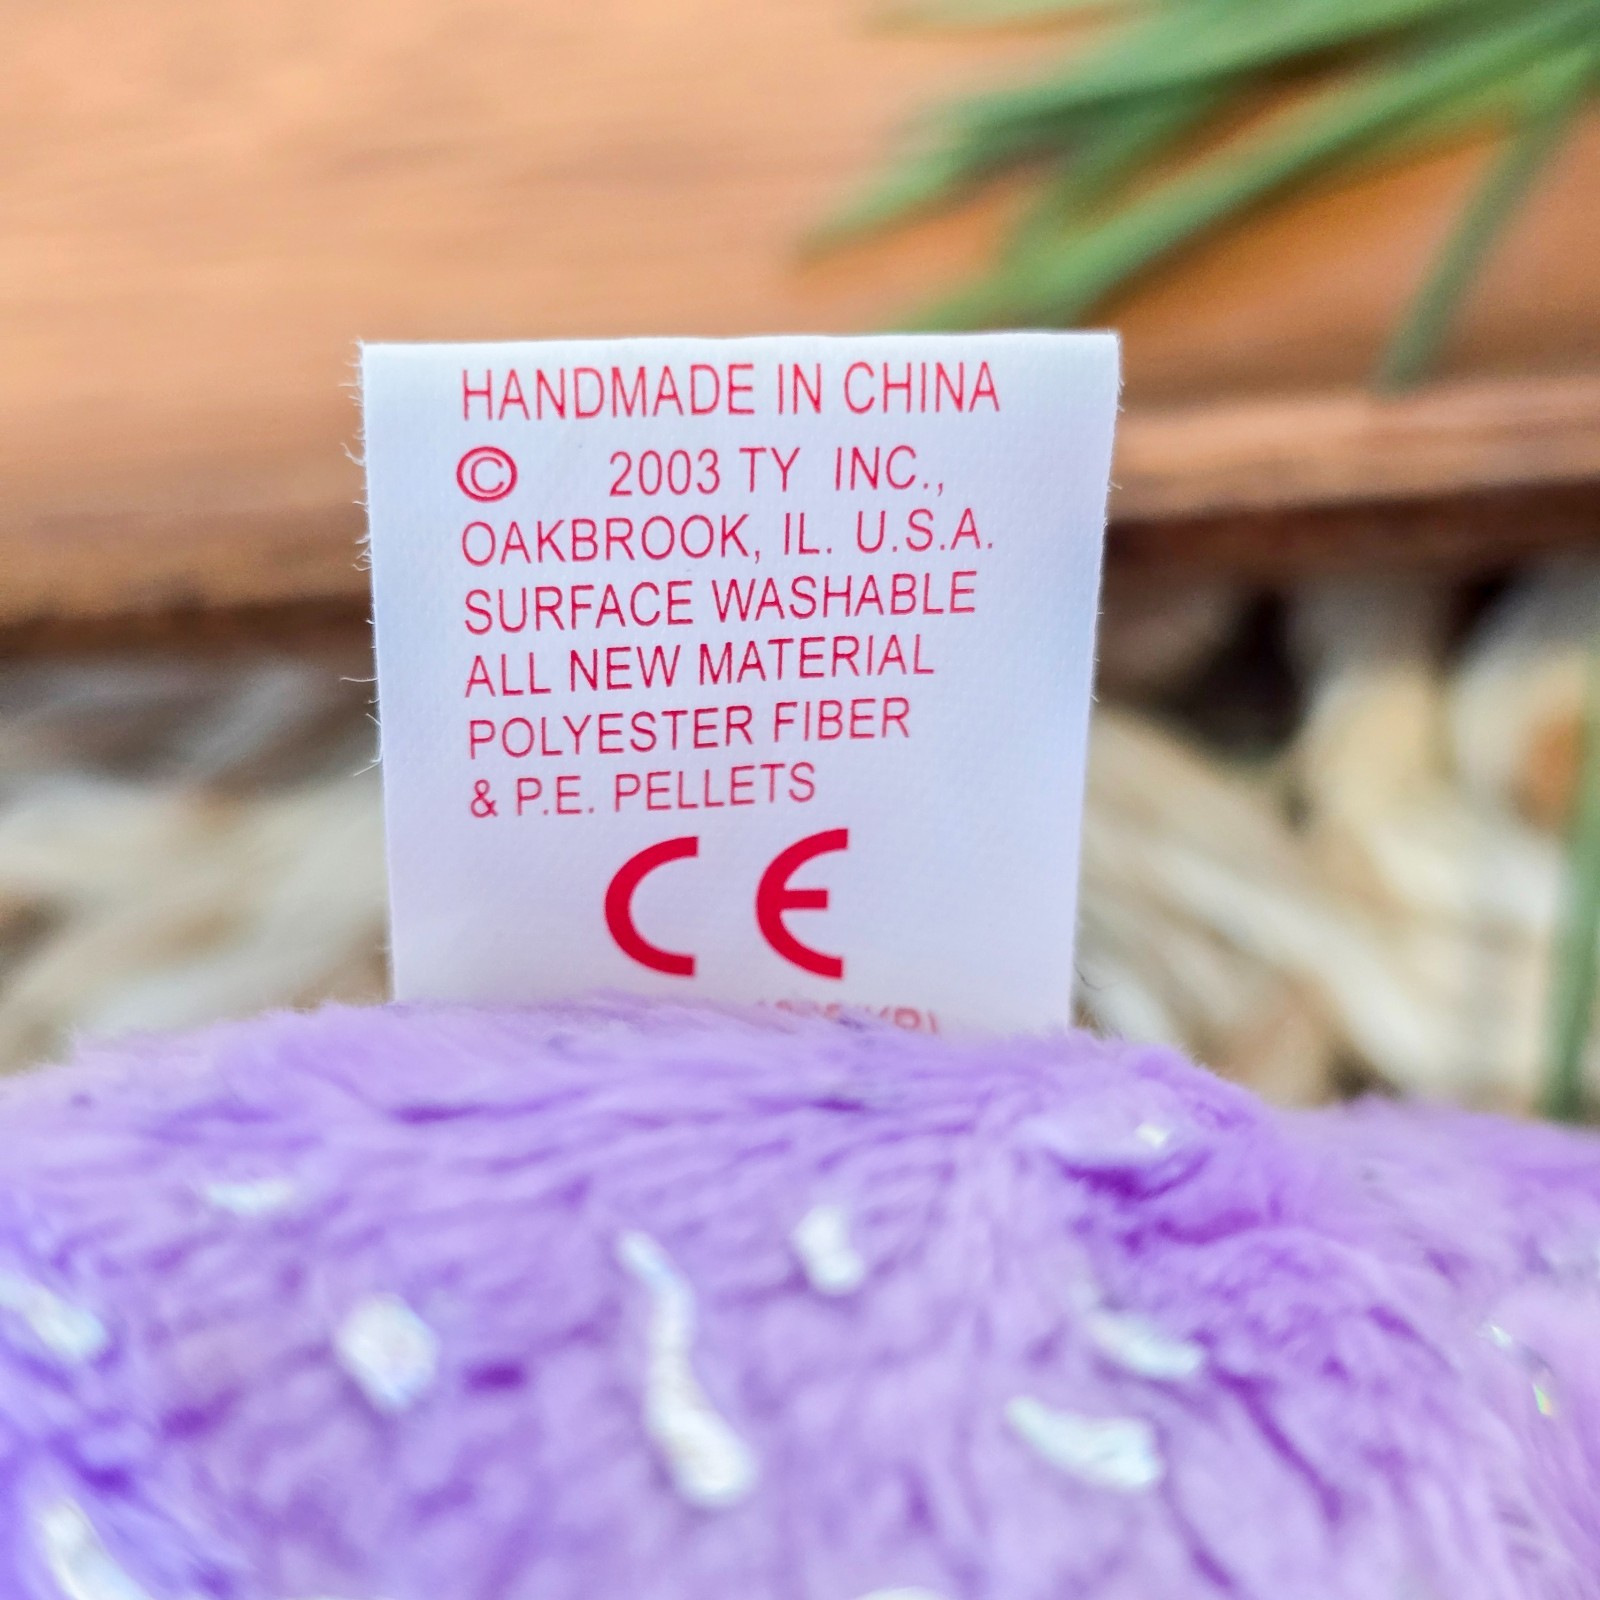 HANDMADE IN CHINA
© 2003 TY INC.,
OAKBROOK, IL. U.S.A.
SURFACE WASHABLE
ALL NEW MATERIAL
POLYESTER FIBER
& P.E. PELLETS
CE